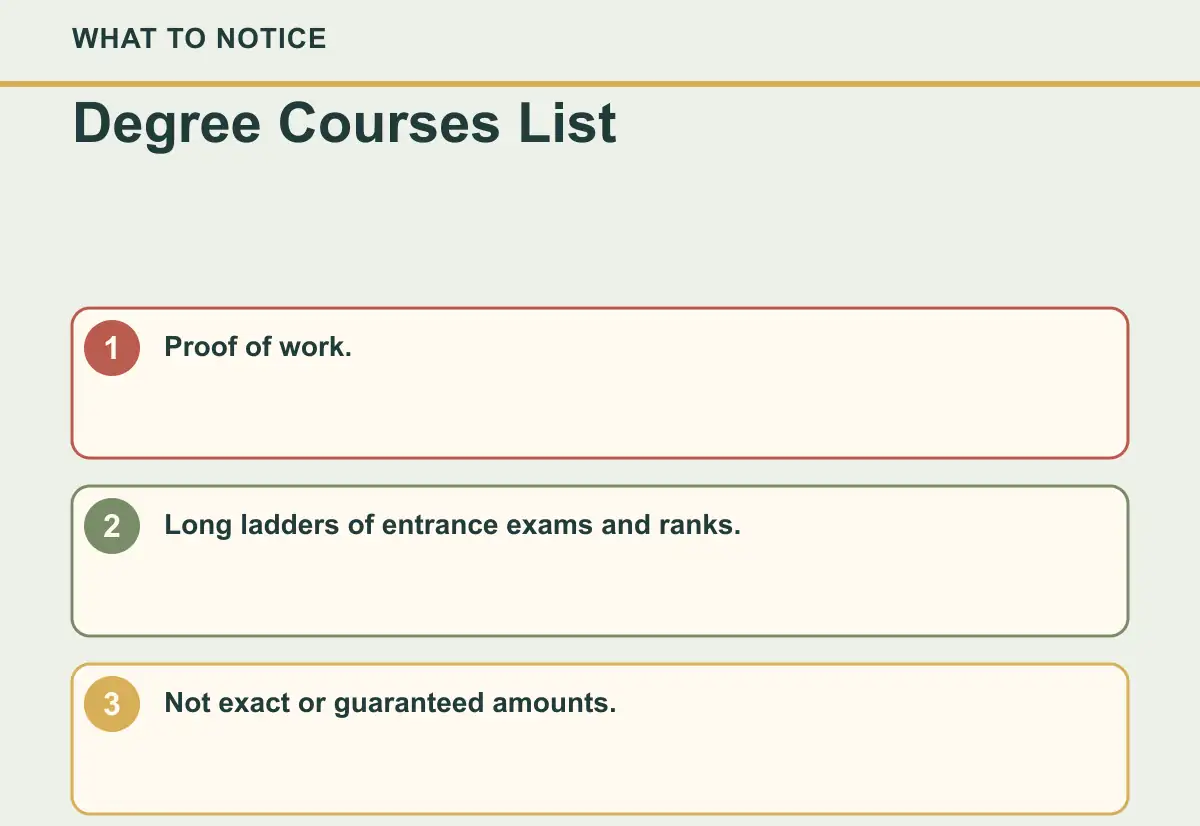 WHAT TO NOTICE
Degree Courses List
1
Proof of work.
2
Long ladders of entrance exams and ranks.
3
Not exact or guaranteed amounts.